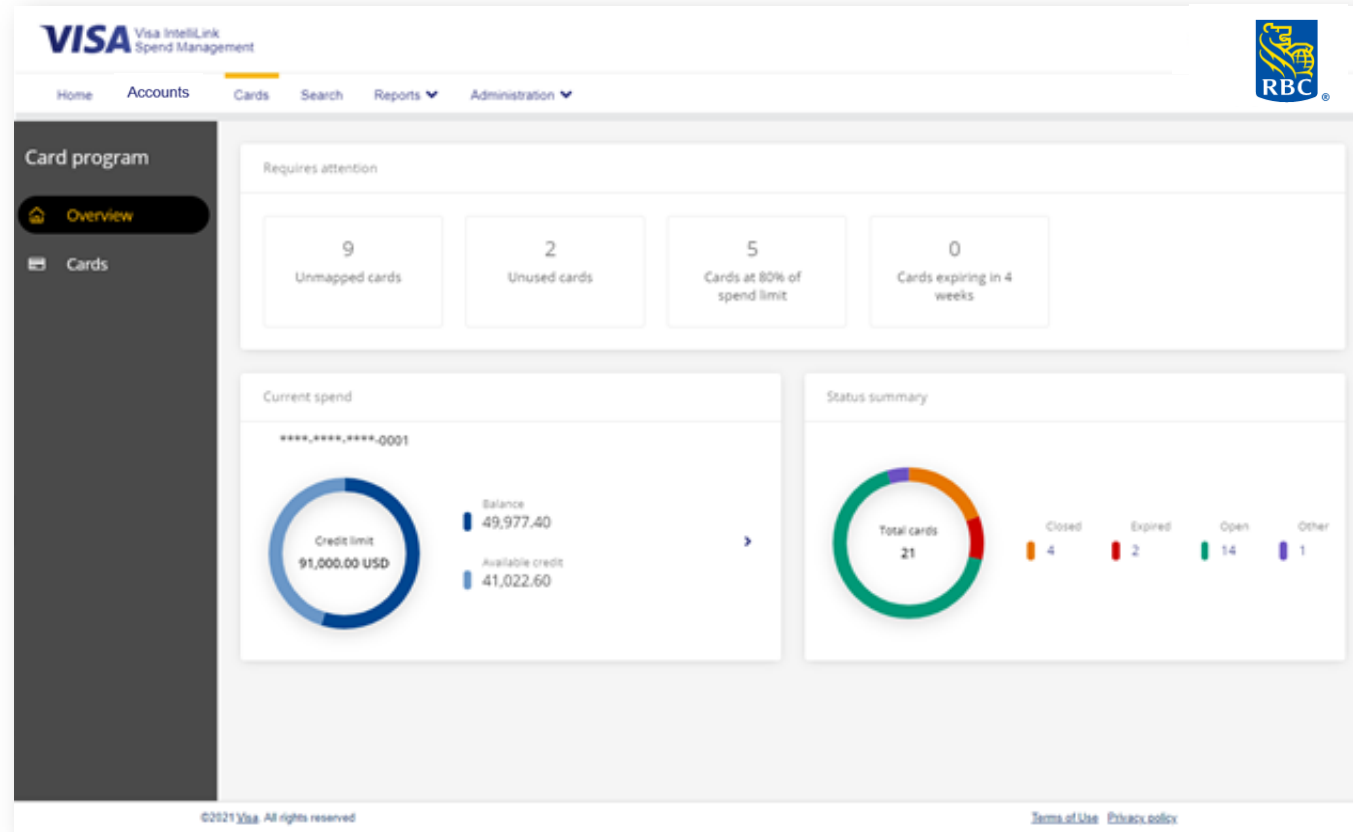 VISA Visa IntelliLink
Spend Management
RBC ®
Home Accounts Cards Search Reports Administration
Card program
Overview
Cards
Requires attention
9
Unmapped cards
2
Unused cards
5
Cards at 80% of
spend limit
0
Cards expiring in 4
weeks
Current spend
****-****-****-0001
Credit limit
91,000.00 USD
Balance
49,977.40
Available credit
41,022.60
Status summary
Total cards
21
Closed
4
Expired
2
Open
14
Other
1
©2021 Visa. All rights reserved
Terms of Use Privacy policy